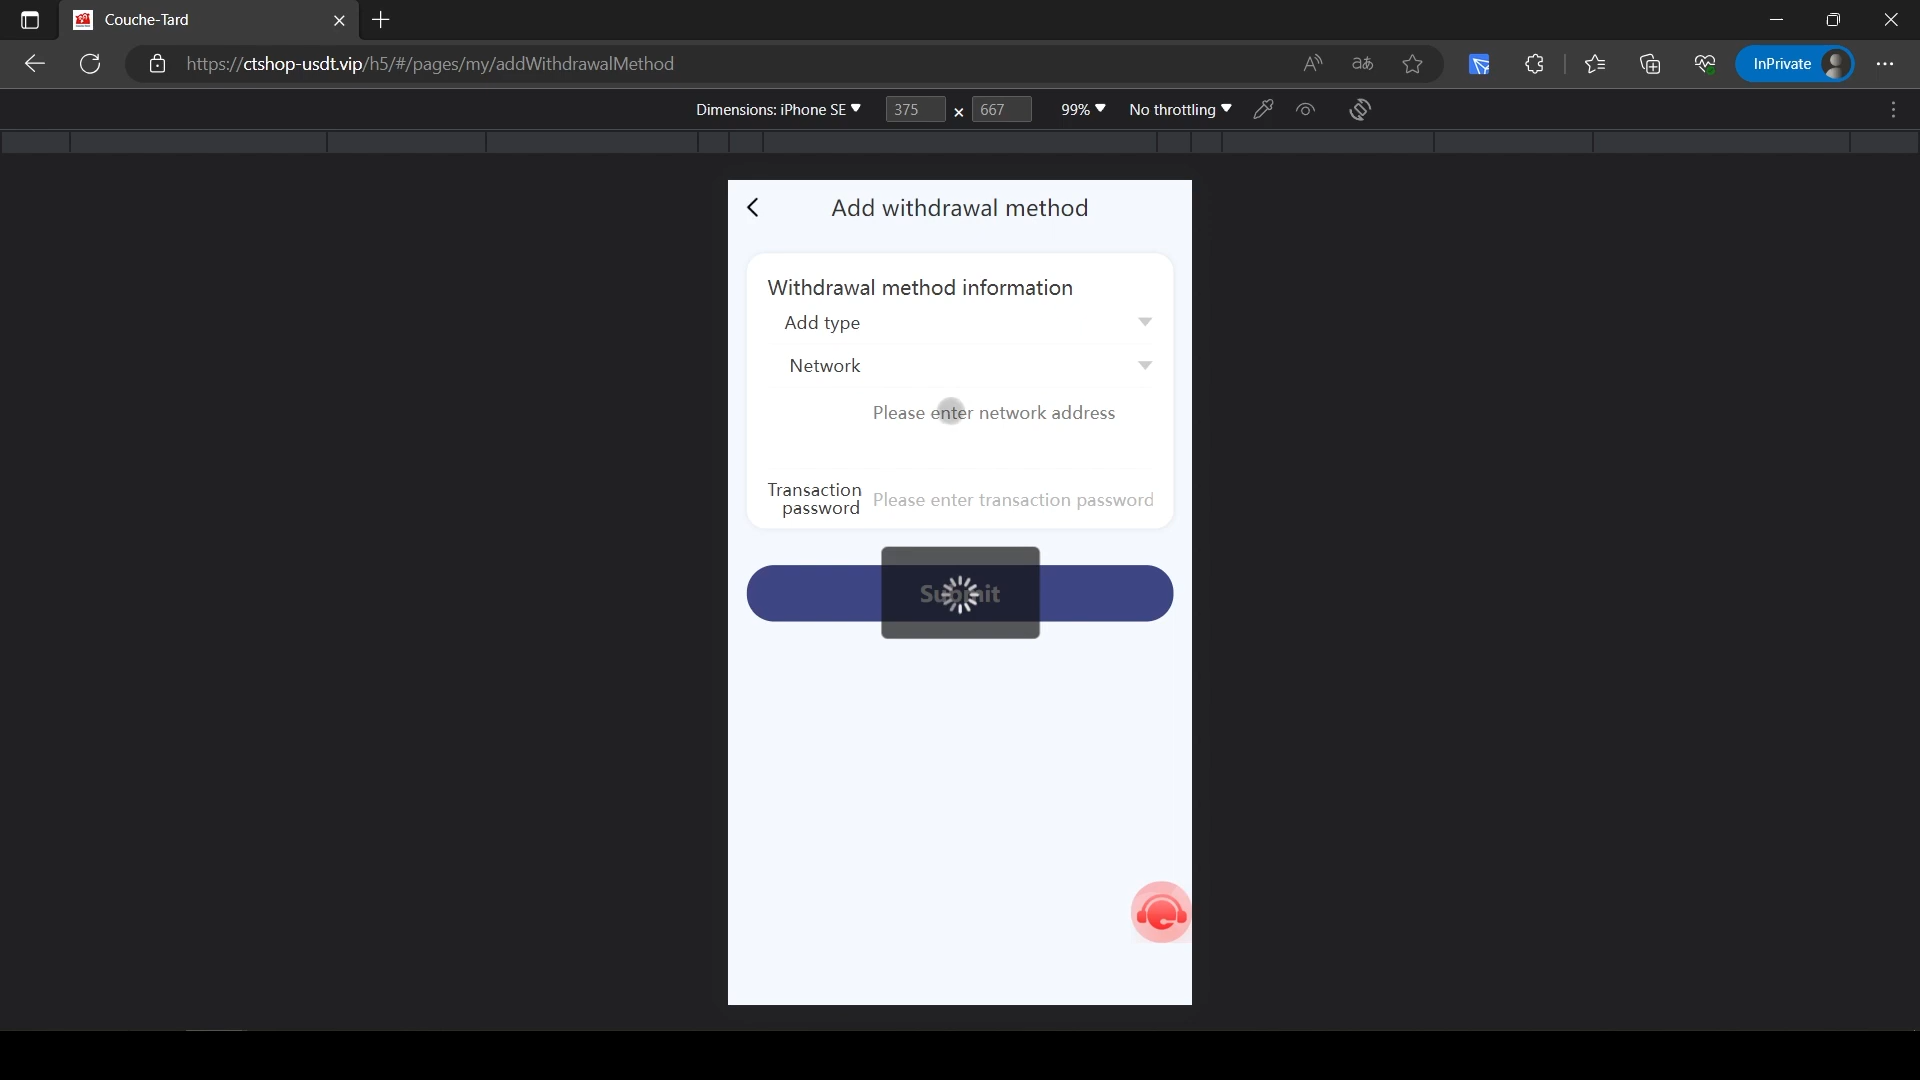 Couche-Tard
https://ctshop-usdt.vip/h5/#/pages/my/addWithdrawalMethod
InPrivate
Dimensions: iPhone SE 375 × 667 99% No throttling
Add withdrawal method
Withdrawal method information
Add type
Network
Please enter network address
Transaction password
Please enter transaction password
Submit